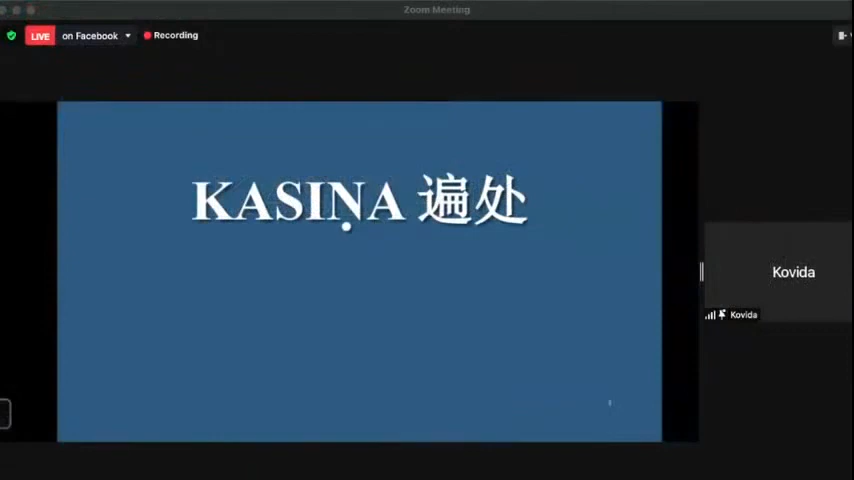 Zoom Meeting
LIVE on Facebook Recording
KASIṆA 遍处
Kovida
Kovida